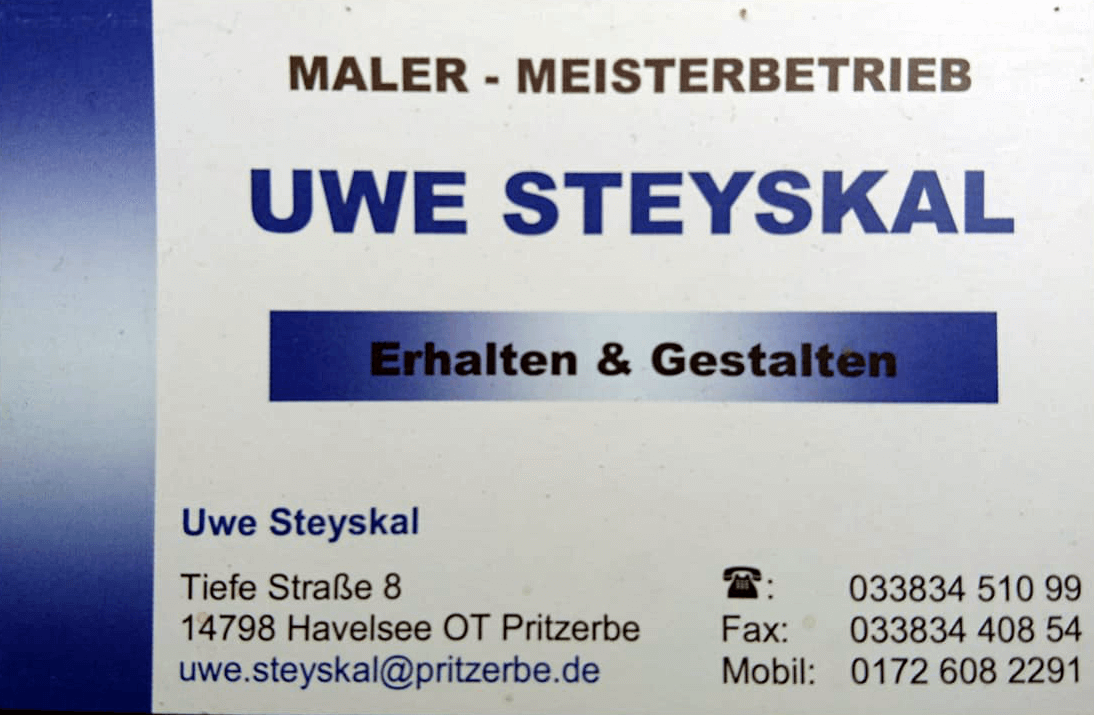 MALER - MEISTERBETRIEB
UWE STEYSKAL
Erhalten & Gestalten
Uwe Steyskal
Tiefe Straße 8
14798 Havelsee OT Pritzerbe
uwe.steyskal@pritzerbe.de
☎: 033834 510 99
Fax: 033834 408 54
Mobil: 0172 608 2291